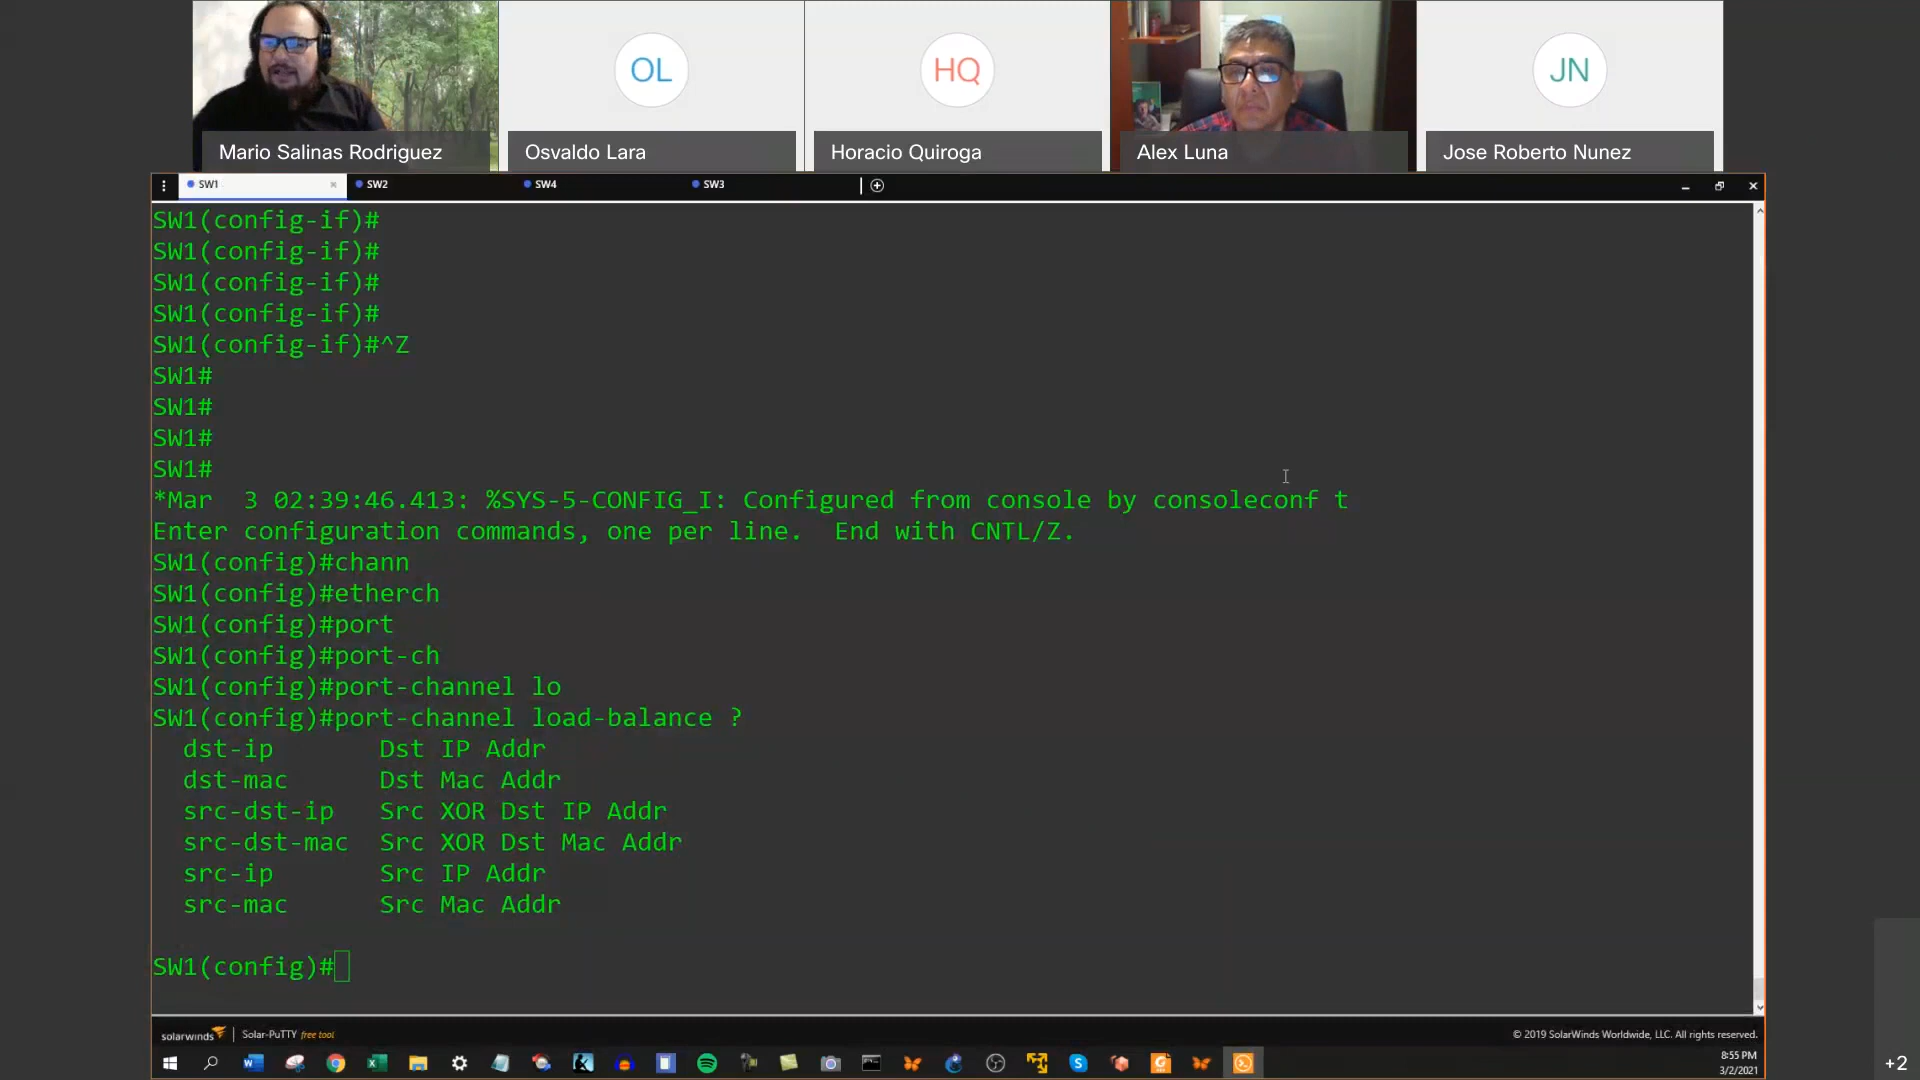 OL
HQ
JN
Mario Salinas Rodriguez
Osvaldo Lara
Horacio Quiroga
Alex Luna
Jose Roberto Nunez
SW1
SW2
SW4
SW3
SW1(config-if)#
SW1(config-if)#
SW1(config-if)#
SW1(config-if)#
SW1(config-if)#^Z
SW1#
SW1#
SW1#
SW1#
*Mar  3 02:39:46.413: %SYS-5-CONFIG_I: Configured from console by consoleconf t
Enter configuration commands, one per line.  End with CNTL/Z.
SW1(config)#chann
SW1(config)#etherch
SW1(config)#port
SW1(config)#port-ch
SW1(config)#port-channel lo
SW1(config)#port-channel load-balance ?
dst-ip       Dst IP Addr
dst-mac      Dst Mac Addr
src-dst-ip   Src XOR Dst IP Addr
src-dst-mac  Src XOR Dst Mac Addr
src-ip       Src IP Addr
src-mac      Src Mac Addr
SW1(config)#
solarwinds | Solar-PuTTY free tool
© 2019 SolarWinds Worldwide, LLC. All rights reserved.
8:55 PM
3/2/2021
+2